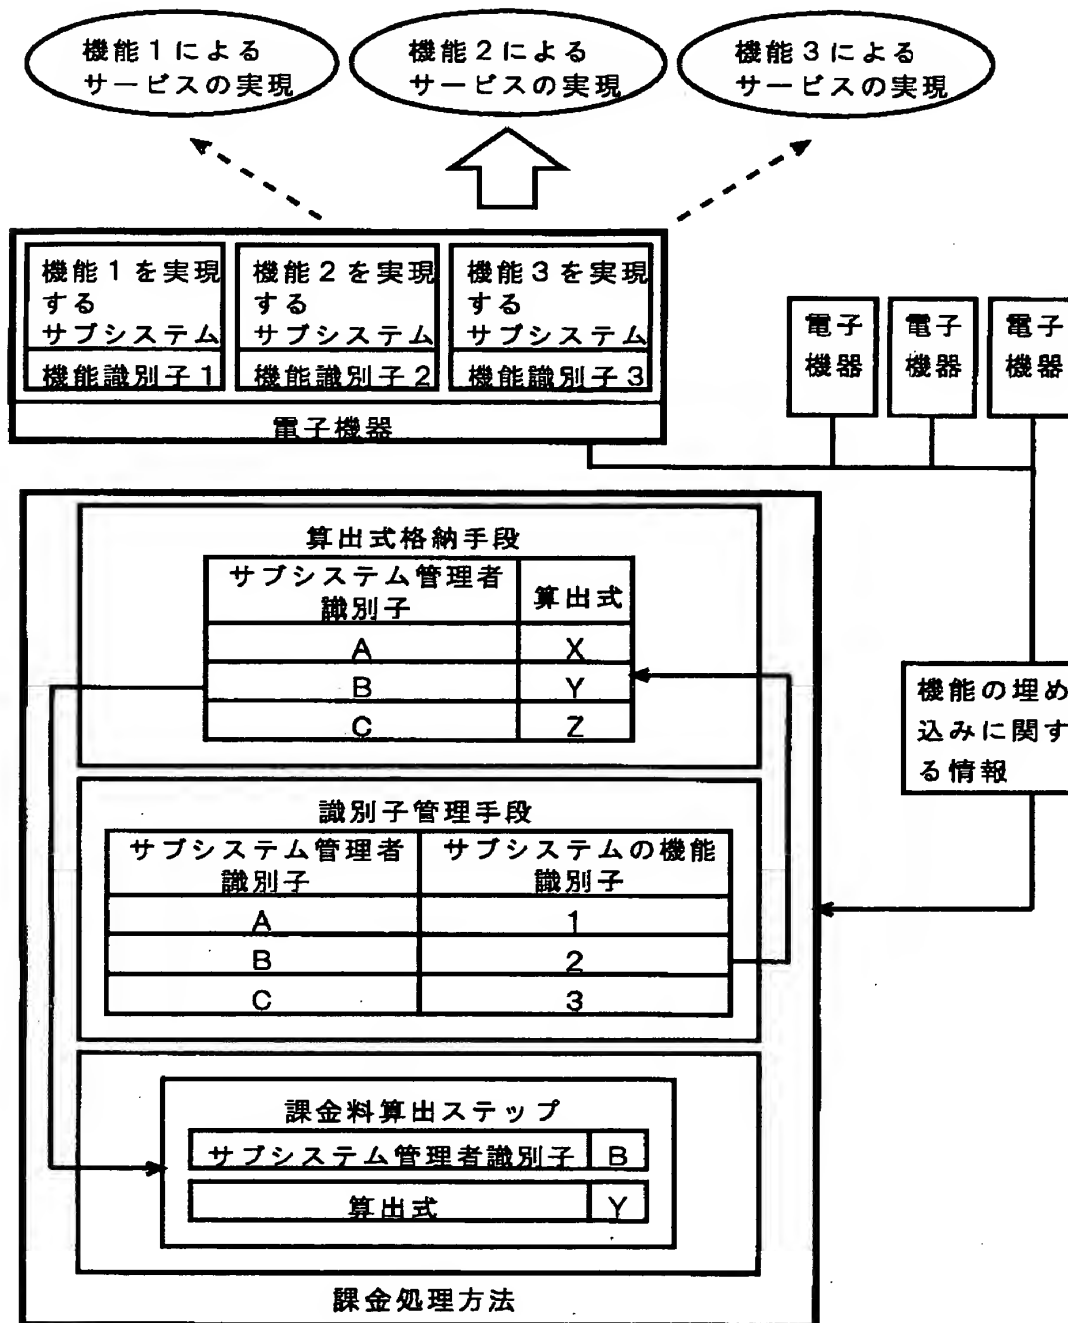 機能1による
サービスの実現
機能2による
サービスの実現
機能3による
サービスの実現
機能1を実現
する
サブシステム
機能識別子1
機能2を実現
する
サブシステム
機能識別子2
機能3を実現
する
サブシステム
機能識別子3
電子機器
電子
機器
電子
機器
電子
機器
算出式格納手段
サブシステム管理者
識別子
算出式
A
X
B
Y
C
Z
機能の埋め
込みに関す
る情報
識別子管理手段
サブシステム管理者
識別子
サブシステムの機能
識別子
A
1
B
2
C
3
課金料算出ステップ
サブシステム管理者識別子
B
算出式
Y
課金処理方法